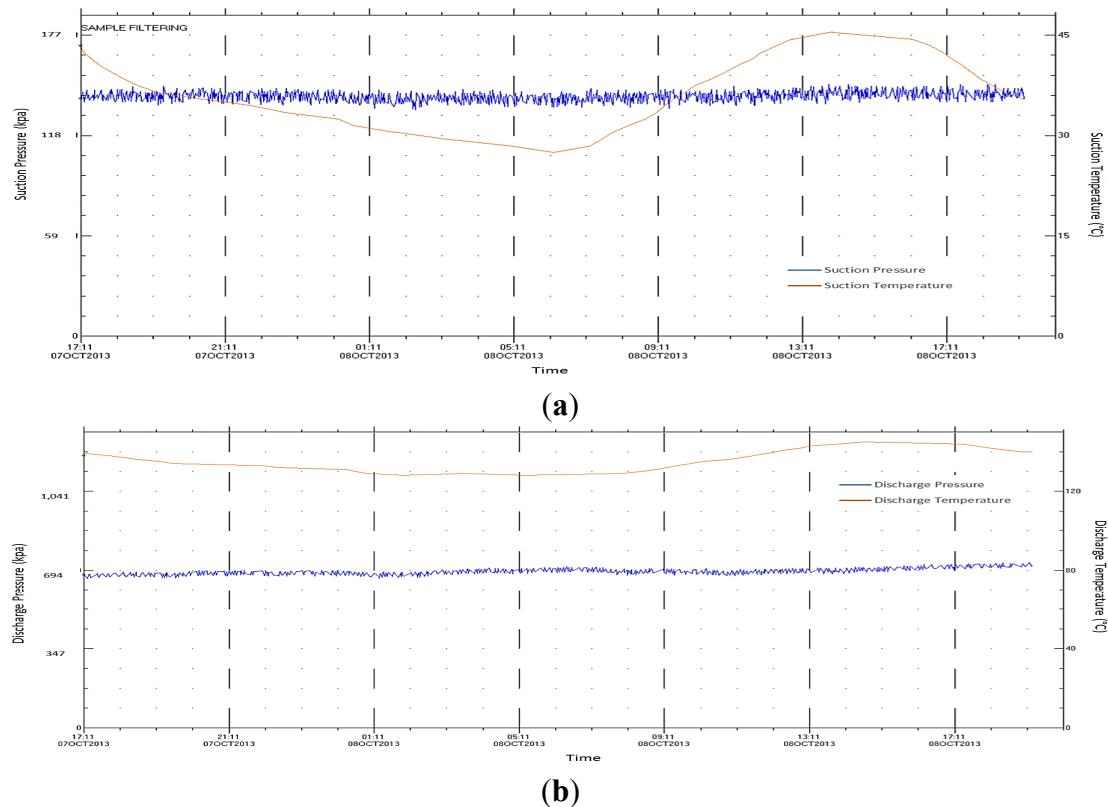 SAMPLE FILTERING
177
118
59
0
Suction Pressure (kpa)
45
30
15
0
Suction Temperature (°C)
Suction Pressure
Suction Temperature
17:11 21:11 01:11 05:11 09:11 13:11 17:11
07OCT2013 07OCT2013 08OCT2013 08OCT2013 08OCT2013 08OCT2013 08OCT2013
Time
(a)
1,041
694
347
0
Discharge Pressure (kpa)
120
80
40
0
Discharge Temperature (°C)
Discharge Pressure
Discharge Temperature
17:11 21:11 01:11 05:11 09:11 13:11 17:11
07OCT2013 07OCT2013 08OCT2013 08OCT2013 08OCT2013 08OCT2013 08OCT2013
Time
(b)